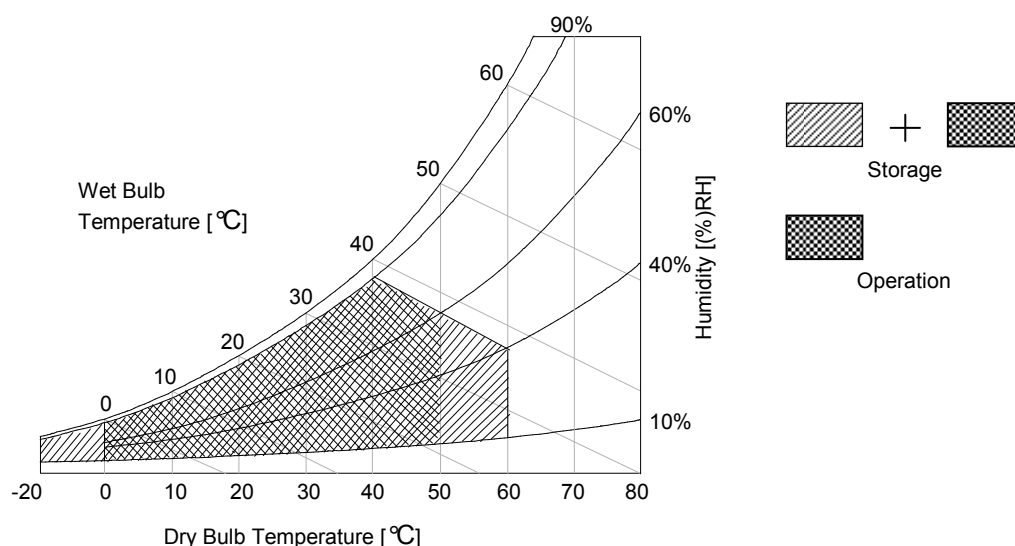 90%
60
60%
50
Wet Bulb
Temperature [℃]
Storage
40
40%
Humidity [(%)RH]
Operation
30
20
10
0
10%
-20 0 10 20 30 40 50 60 70 80
Dry Bulb Temperature [℃]